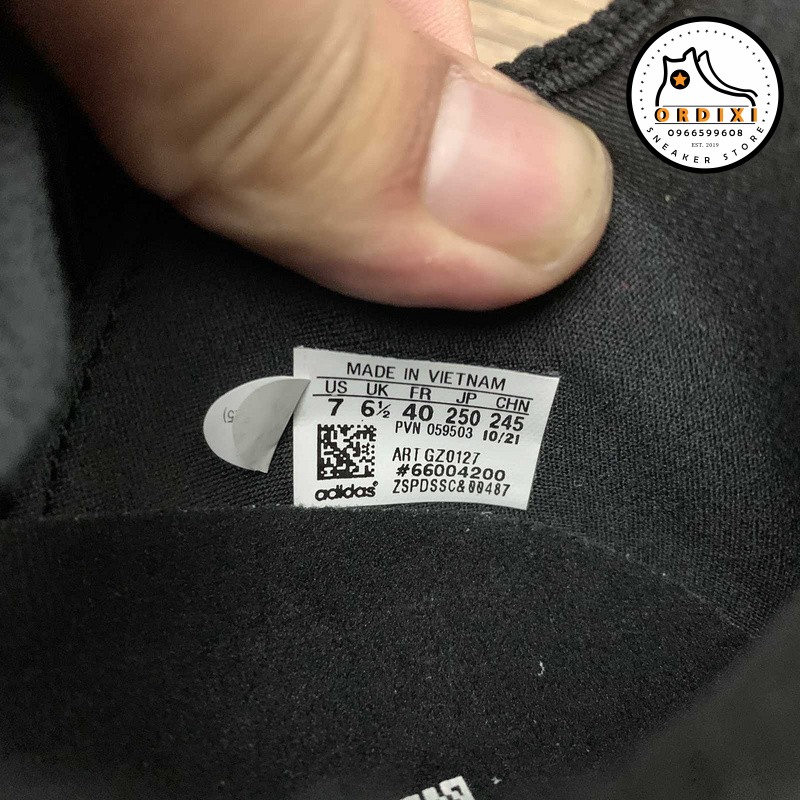 ORDIXI
0966599608
EST. 2019
SNEAKER STORE
MADE IN VIETNAM
US UK FR JP CHN
7 6½ 40 250 245
PVN 059503 10/21
ART GZ0127
#66004200
adidas
ZSPDSSC&00487